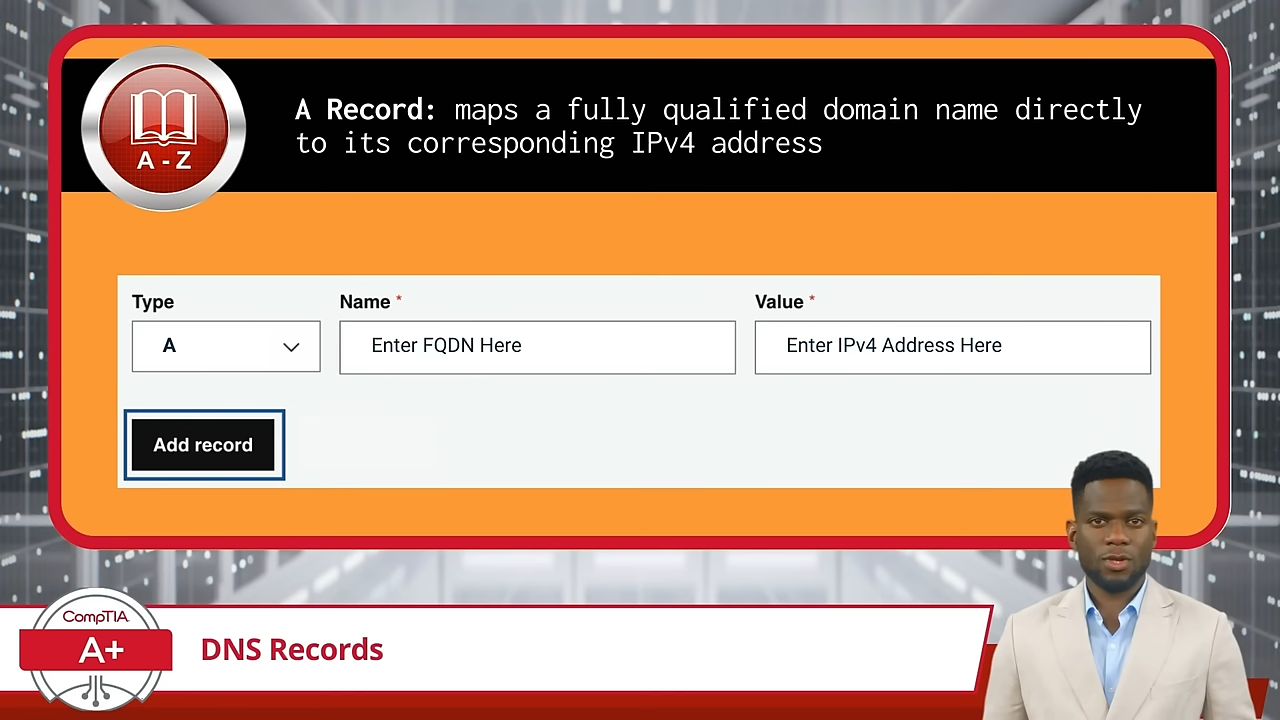 A Record: maps a fully qualified domain name directly
to its corresponding IPv4 address
A - Z
Type
Name *
Value *
A
Enter FQDN Here
Enter IPv4 Address Here
Add record
CompTIA
A+
DNS Records